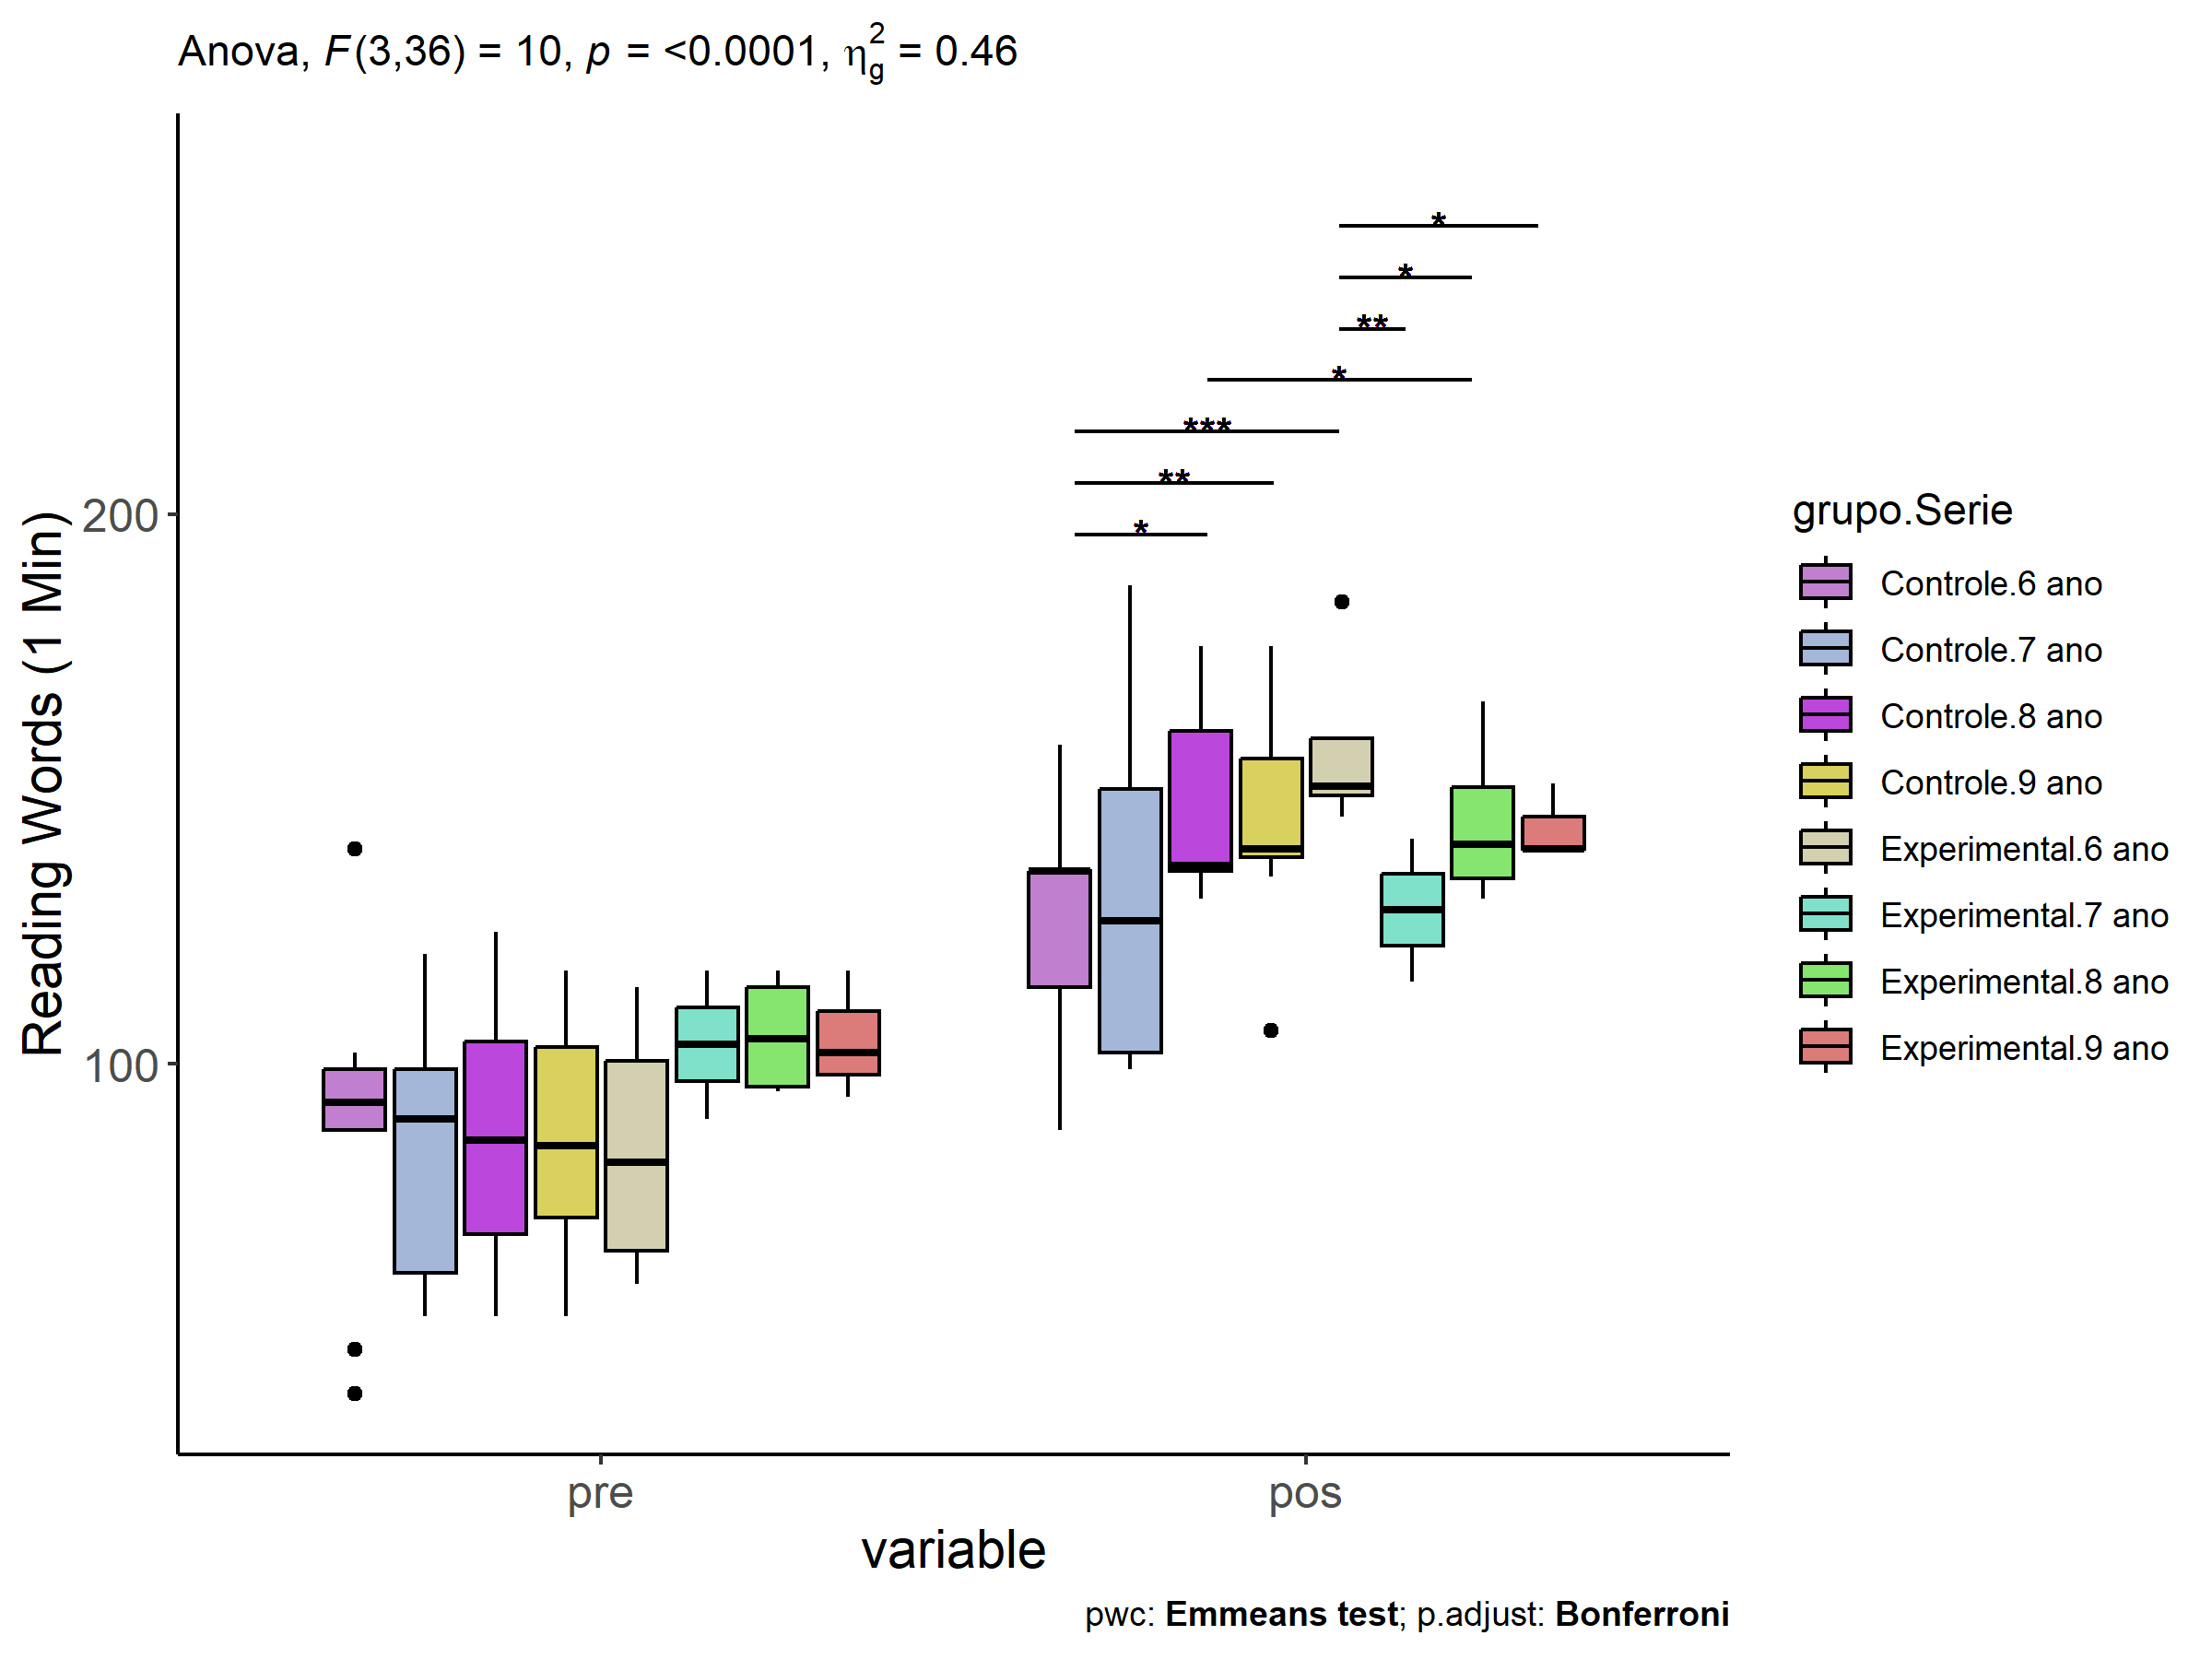 Anova, F(3,36) = 10, p = <0.0001, η²g = 0.46
Reading Words (1 Min)
200
100
*
*
**
*
***
**
*
pre
pos
variable
grupo.Serie
Controle.6 ano
Controle.7 ano
Controle.8 ano
Controle.9 ano
Experimental.6 ano
Experimental.7 ano
Experimental.8 ano
Experimental.9 ano
pwc: Emmeans test; p.adjust: Bonferroni